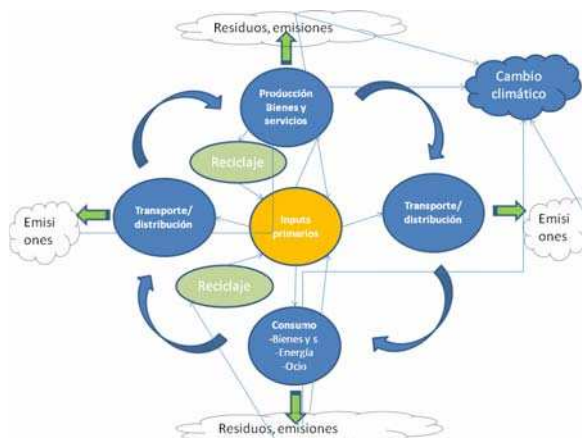 Residuos, emisiones
Cambio
climático
Producción
Bienes y
servicios
Reciclaje
Transporte/
distribución
Inputs
primarios
Transporte/
distribución
Emisi
ones
Emisi
ones
Reciclaje
Consumo
-Bienes y s
-Energía
-Ocio
Residuos, emisiones